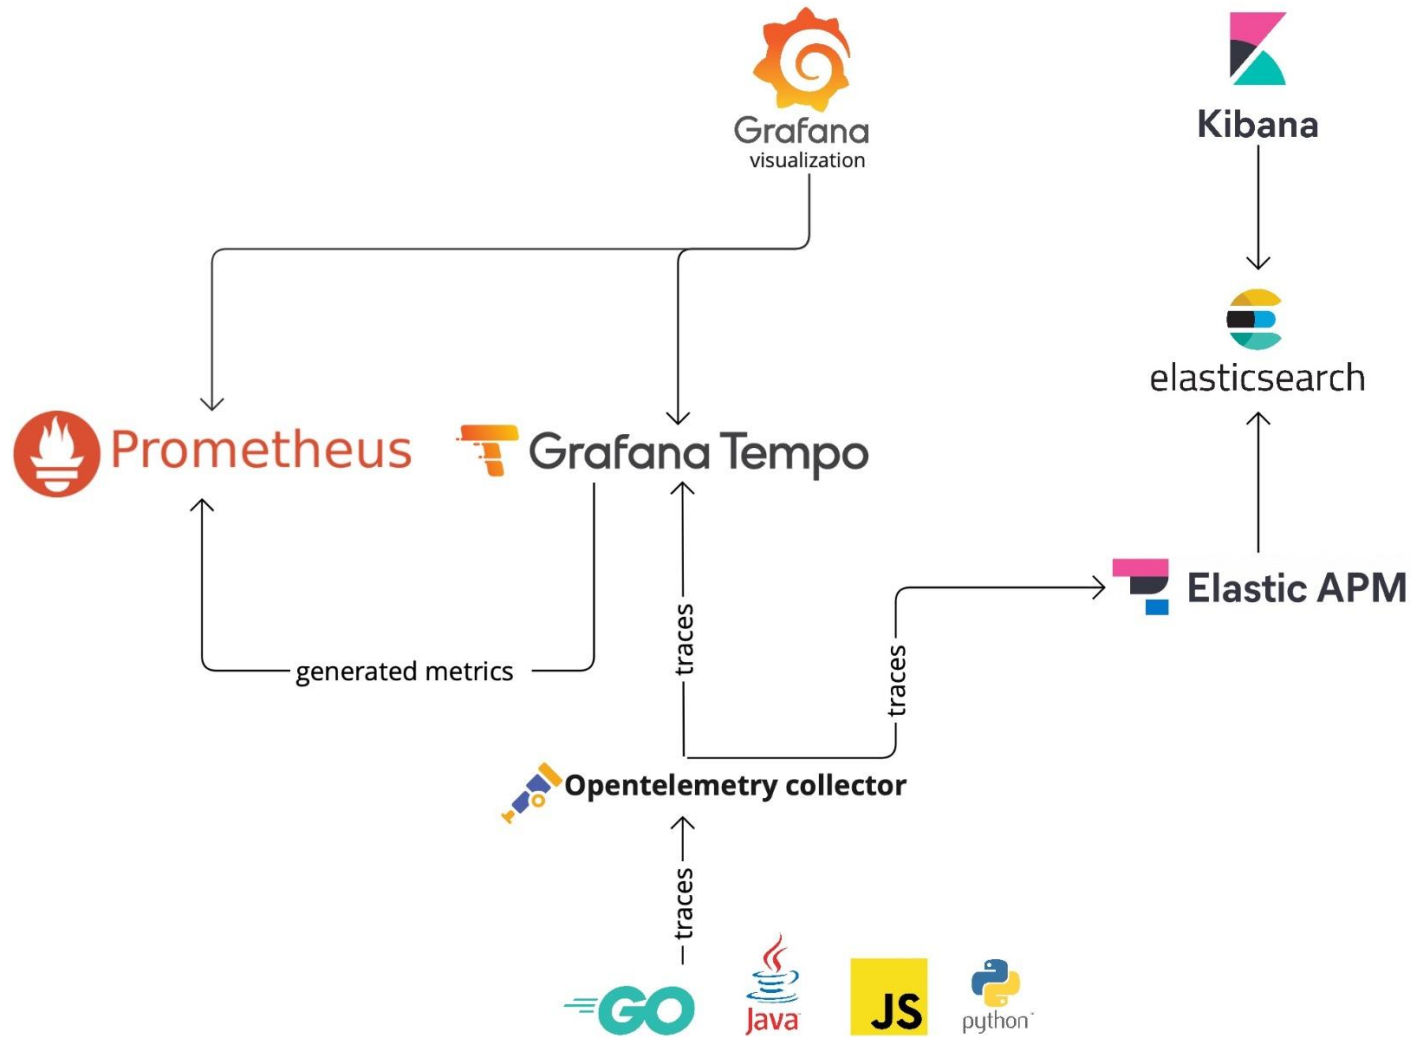 Grafana
visualization
Kibana
elasticsearch
Prometheus
Grafana Tempo
Elastic APM
traces
traces
generated metrics
Opentelemetry collector
traces
GO
Java
JS
python